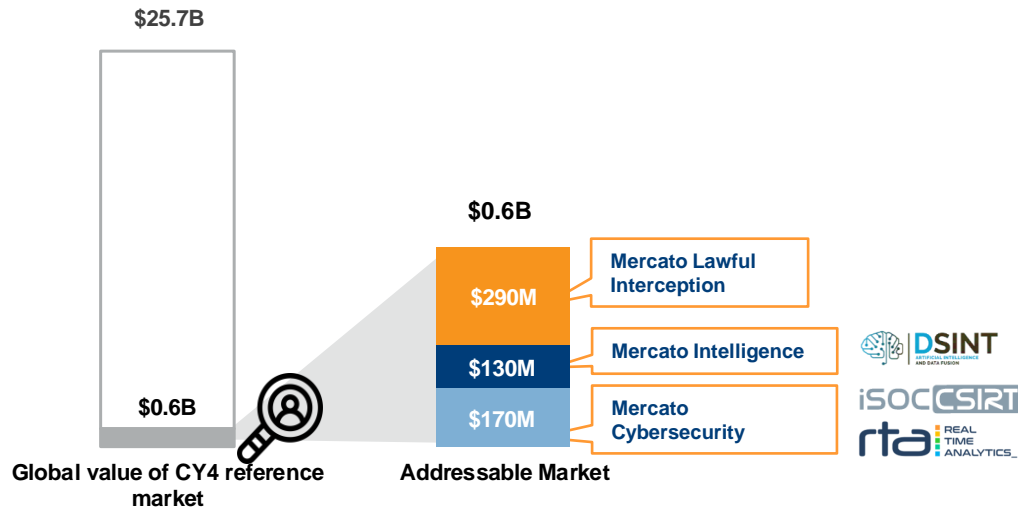 $25.7B
$0.6B
$0.6B
Mercato Lawful
Interception
$290M
Mercato Intelligence
$130M
DSINT
ARTIFICIAL INTELLIGENCE
AND DATA FUSION
Mercato
Cybersecurity
$170M
iSOC CSIRT
rta REAL
TIME
ANALYTICS_
Global value of CY4 reference
market
Addressable Market